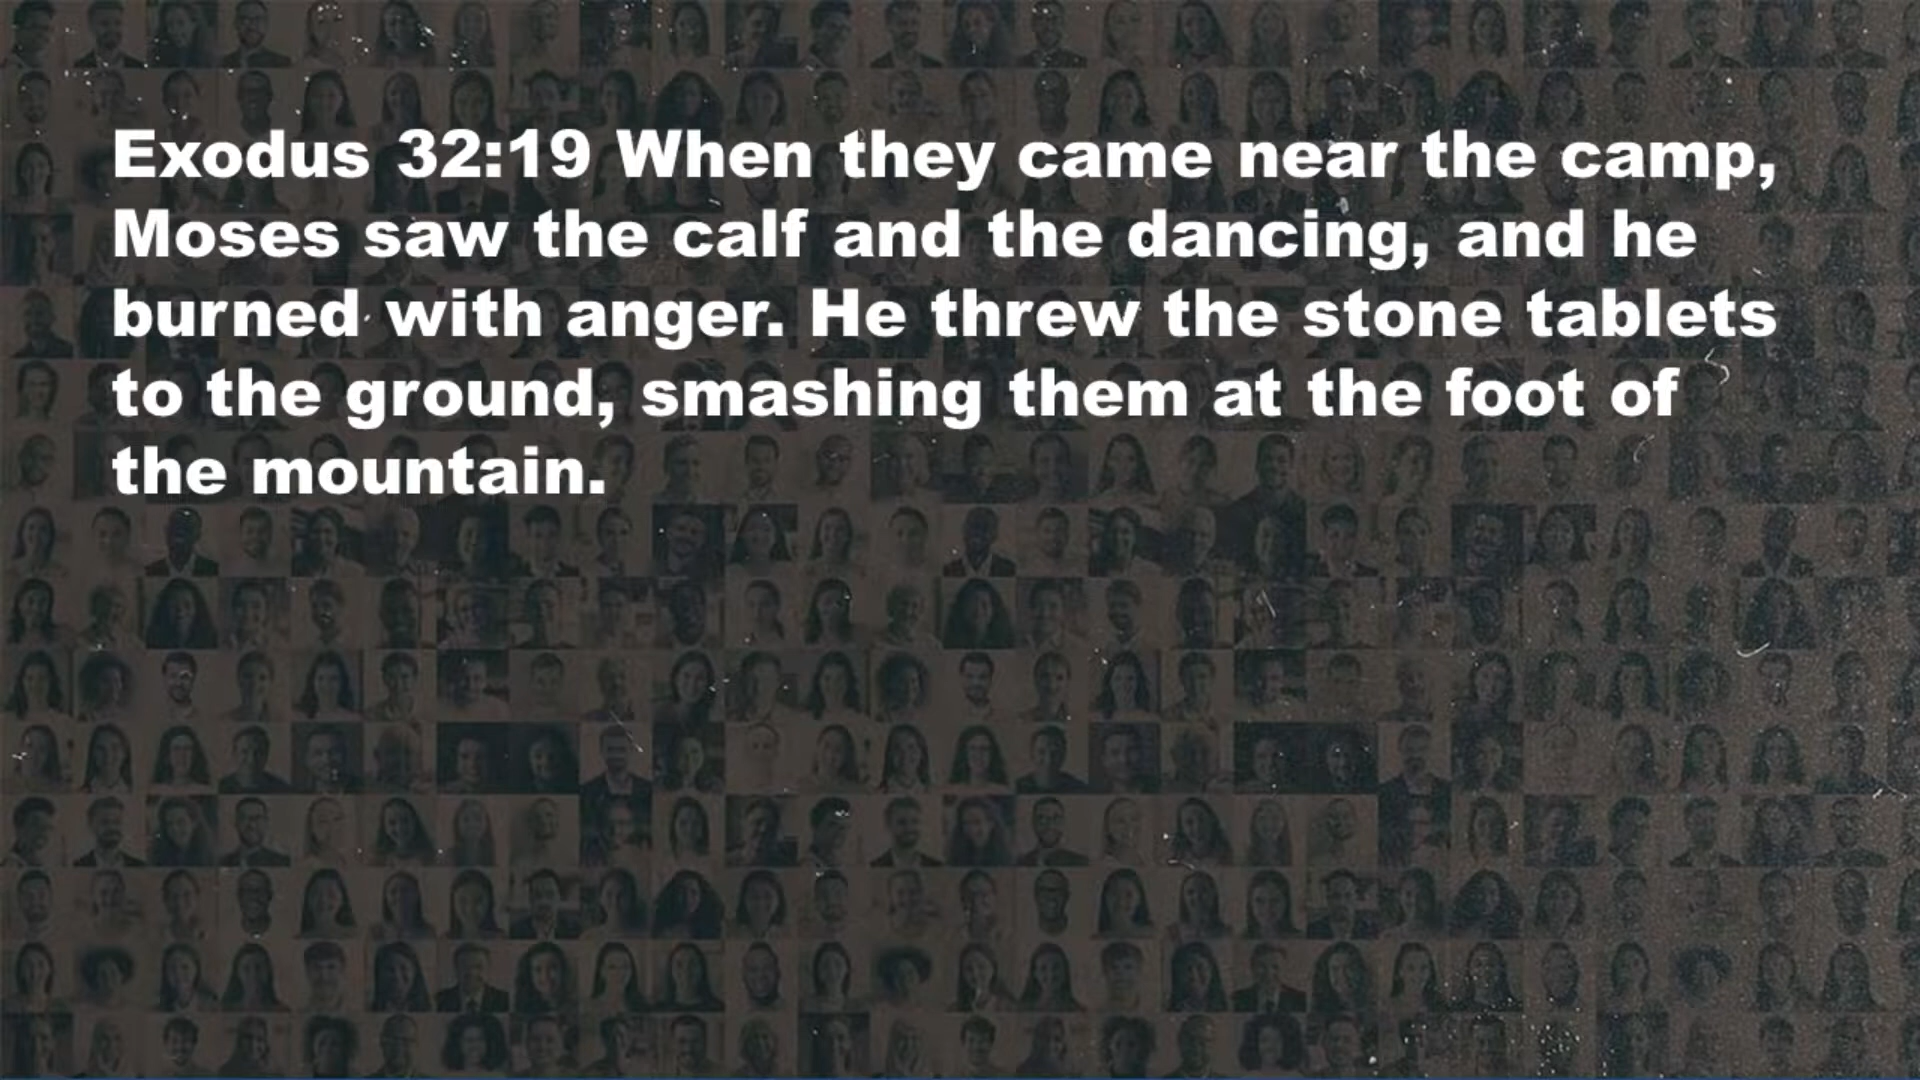 Exodus 32:19 When they came near the camp,
Moses saw the calf and the dancing, and he
burned with anger. He threw the stone tablets
to the ground, smashing them at the foot of
the mountain.